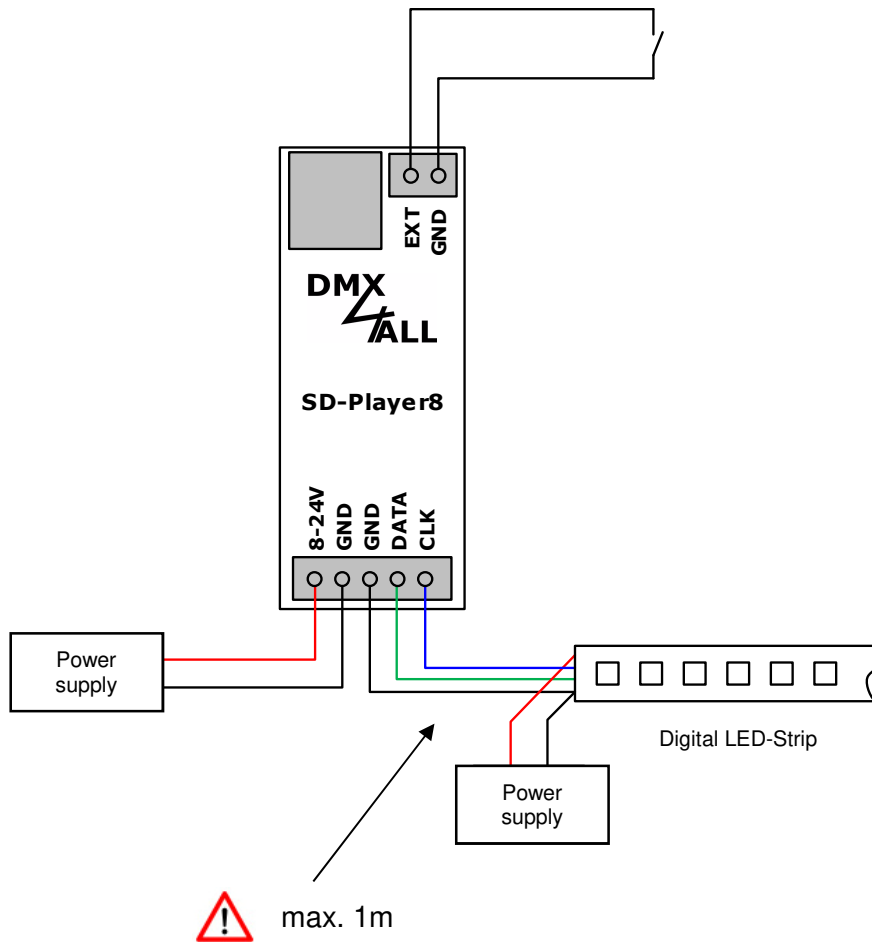 EXT
GND
DMX
4ALL
SD-Player8
8-24V
GND
GND
DATA
CLK
Power
supply
Digital LED-Strip
Power
supply
max. 1m